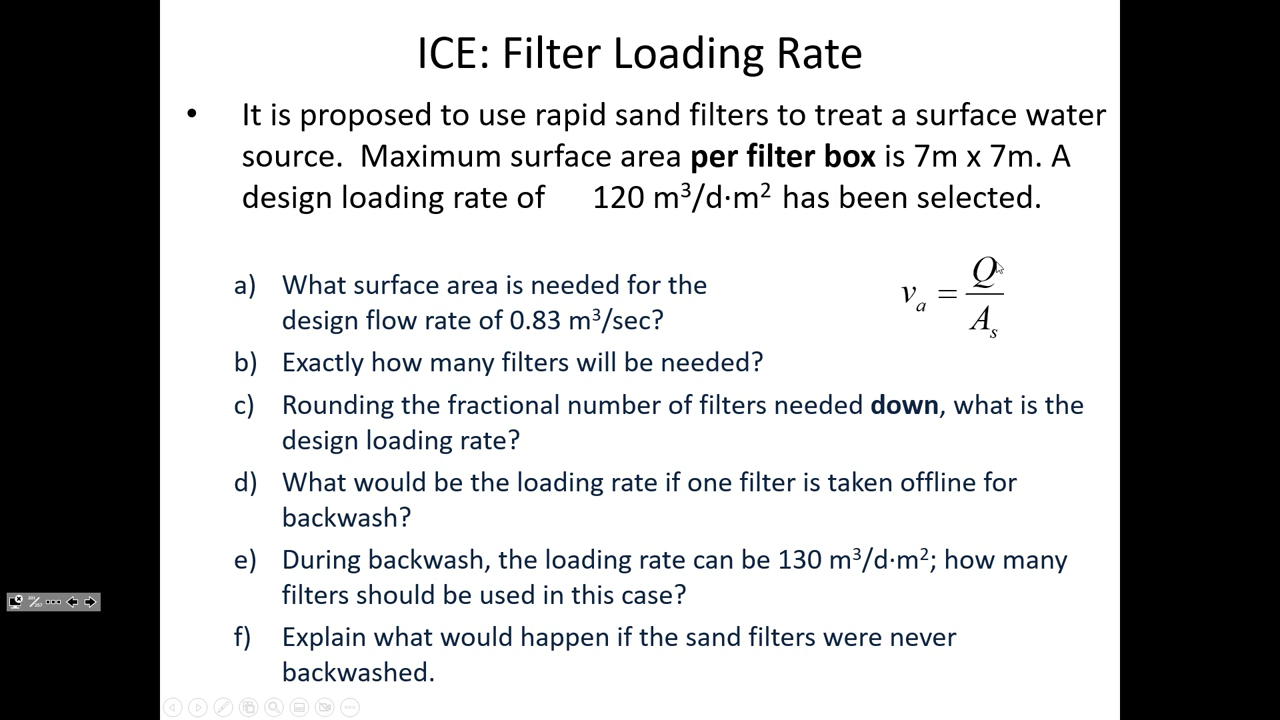 ICE: Filter Loading Rate
• It is proposed to use rapid sand filters to treat a surface water
source. Maximum surface area per filter box is 7m x 7m. A
design loading rate of 120 m³/d·m² has been selected.
a) What surface area is needed for the
design flow rate of 0.83 m³/sec?
vₐ = Q/Aₛ
b) Exactly how many filters will be needed?
c) Rounding the fractional number of filters needed down, what is the
design loading rate?
d) What would be the loading rate if one filter is taken offline for
backwash?
e) During backwash, the loading rate can be 130 m³/d·m²; how many
filters should be used in this case?
f) Explain what would happen if the sand filters were never
backwashed.